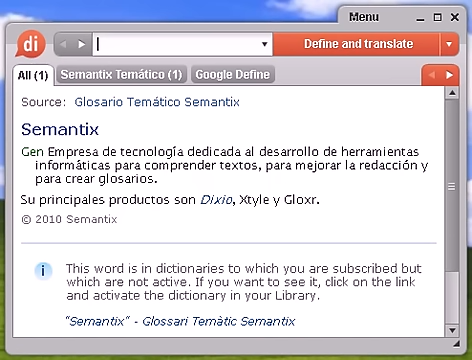 Menu
di
Define and translate
All (1)
Semantix Temático (1)
Google Define
Source: Glosario Temático Semantix
Semantix
Gen Empresa de tecnología dedicada al desarrollo de herramientas
informáticas para comprender textos, para mejorar la redacción y
para crear glosarios.
Su principales productos son Dixio, Xtyle y Gloxr.
© 2010 Semantix
i
This word is in dictionaries to which you are subscribed but
which are not active. If you want to see it, click on the link
and activate the dictionary in your Library.
"Semantix" - Glossari Temàtic Semantix